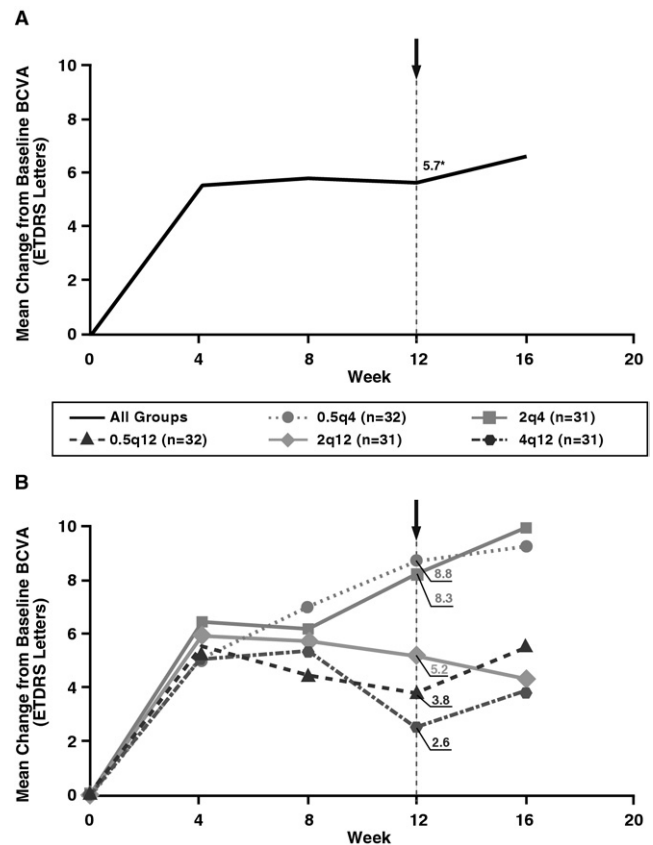 A
Mean Change from Baseline BCVA
(ETDRS Letters)
10
8
6
4
2
0
5.7*
0 4 8 12 16 20
Week
All Groups 0.5q4 (n=32) 2q4 (n=31)
0.5q12 (n=32) 2q12 (n=31) 4q12 (n=31)
B
Mean Change from Baseline BCVA
(ETDRS Letters)
10
8
6
4
2
0
8.8
8.3
5.2
3.8
2.6
0 4 8 12 16 20
Week